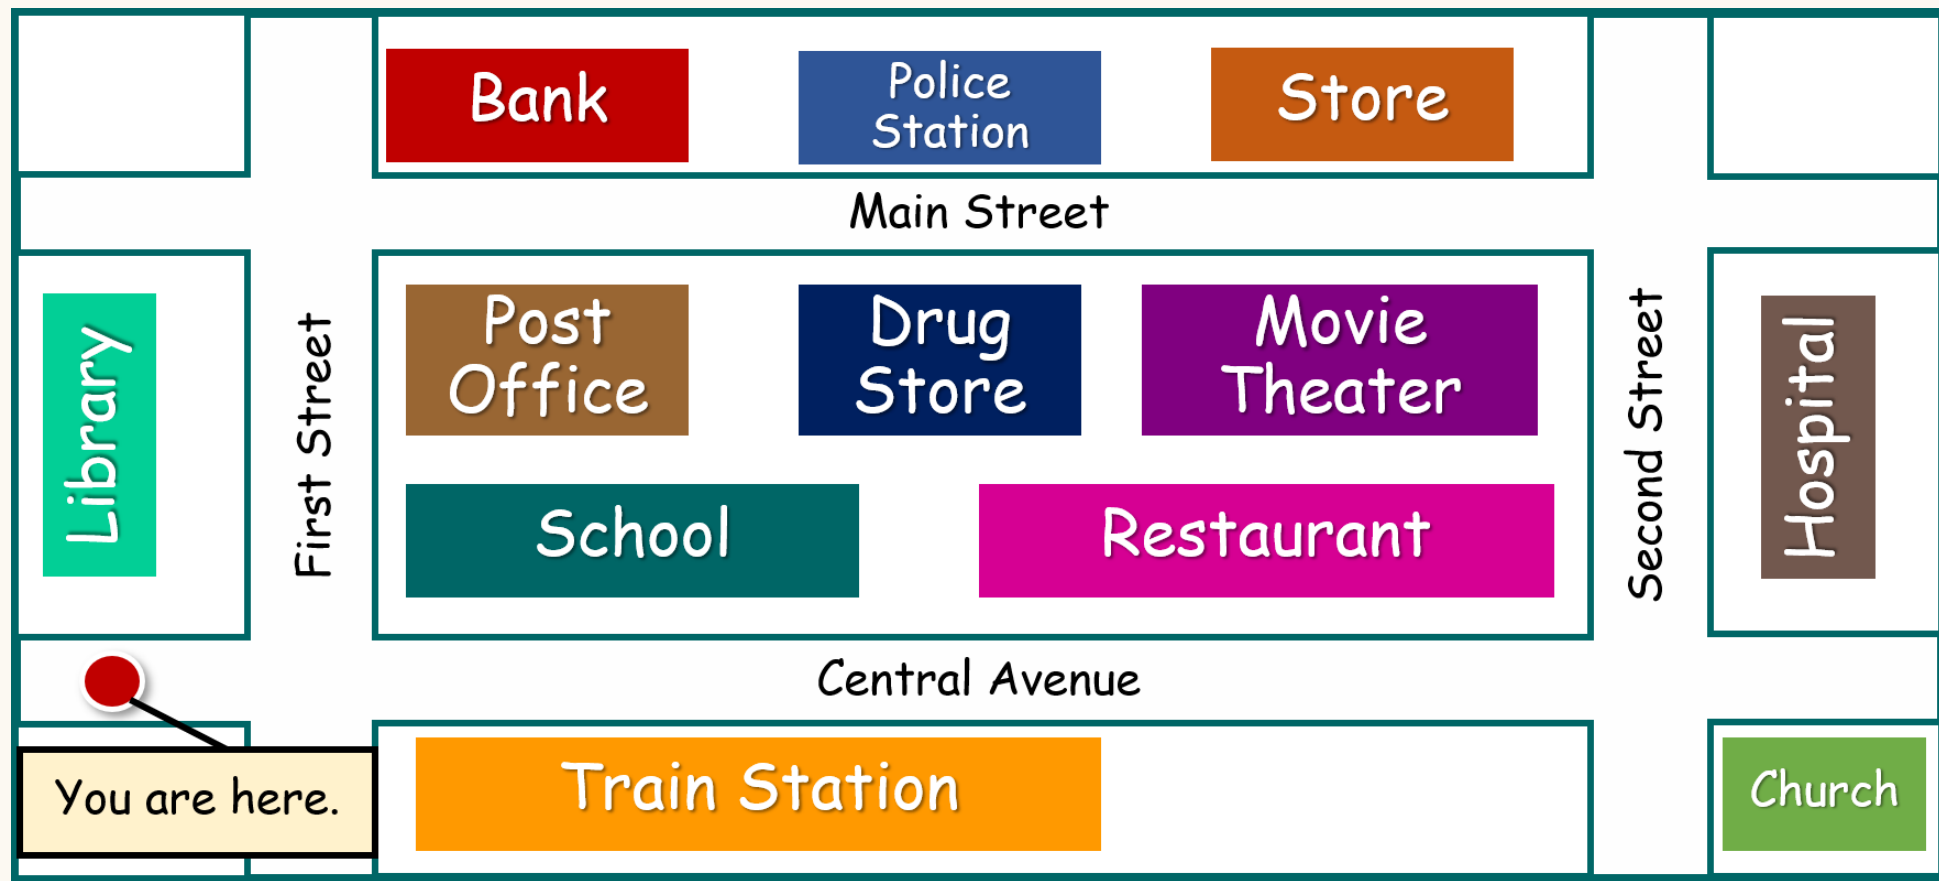 Bank
Police
Station
Store
Main Street
Library
First Street
Post
Office
Drug
Store
Movie
Theater
Second Street
Hospital
School
Restaurant
Central Avenue
You are here.
Train Station
Church